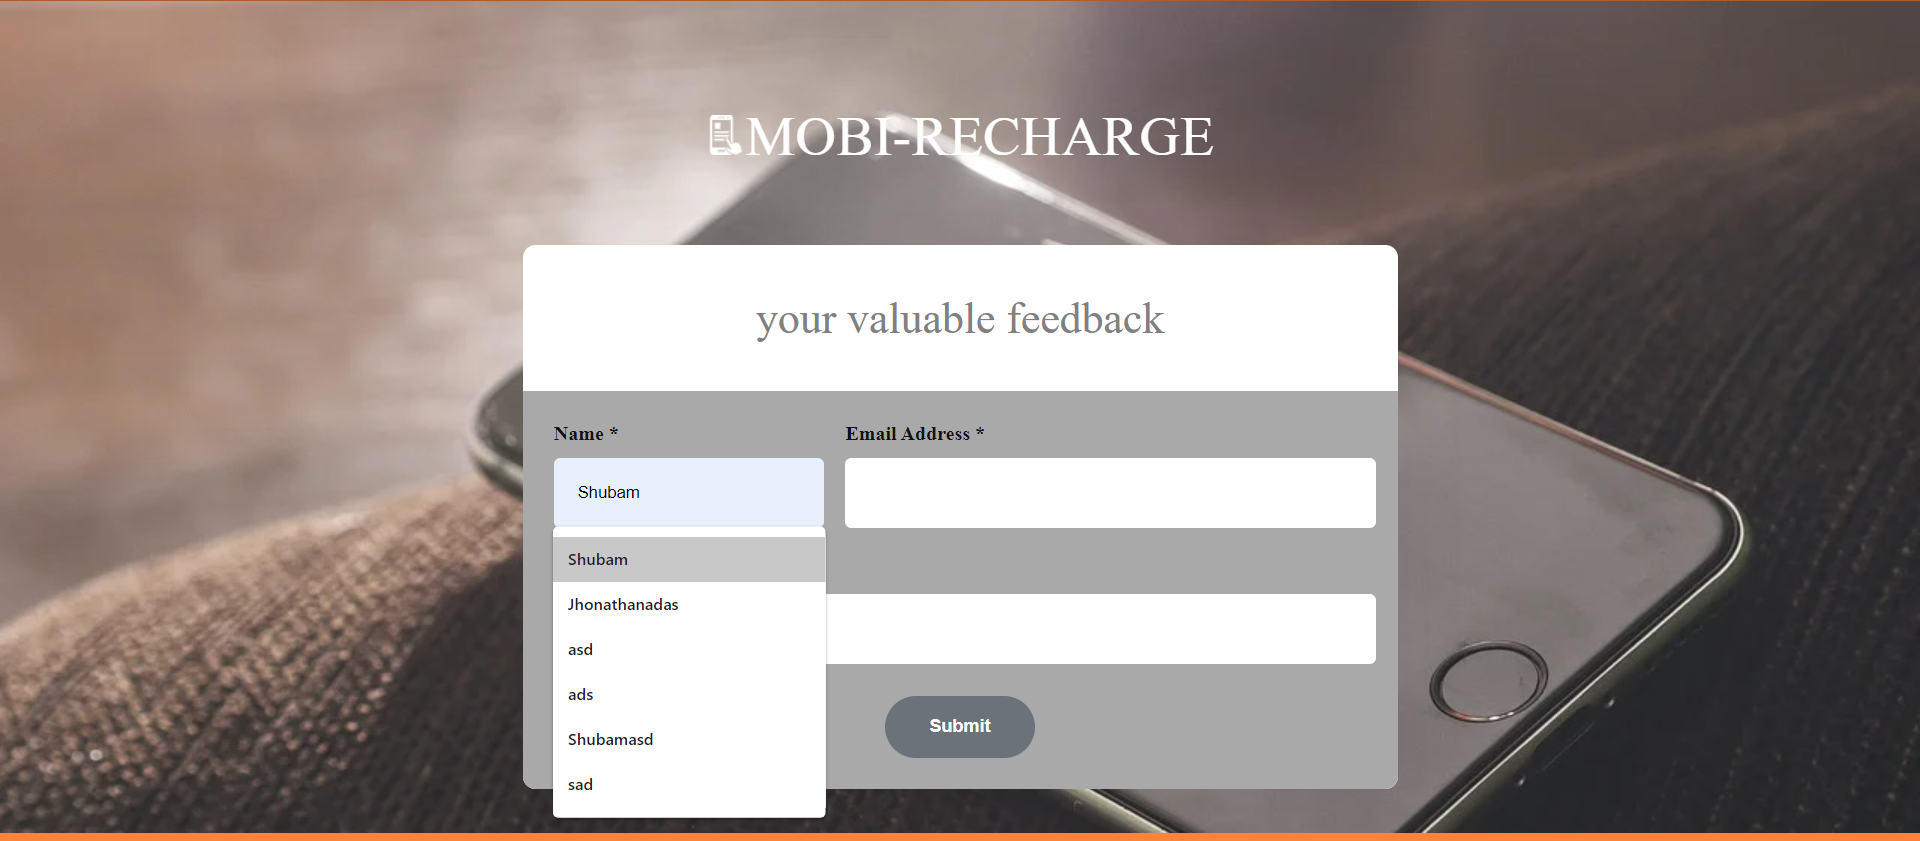 MOBI-RECHARGE
your valuable feedback
Name *
Email Address *
Shubam
Shubam
Jhonathanadas
asd
ads
Shubamasd
sad
Submit